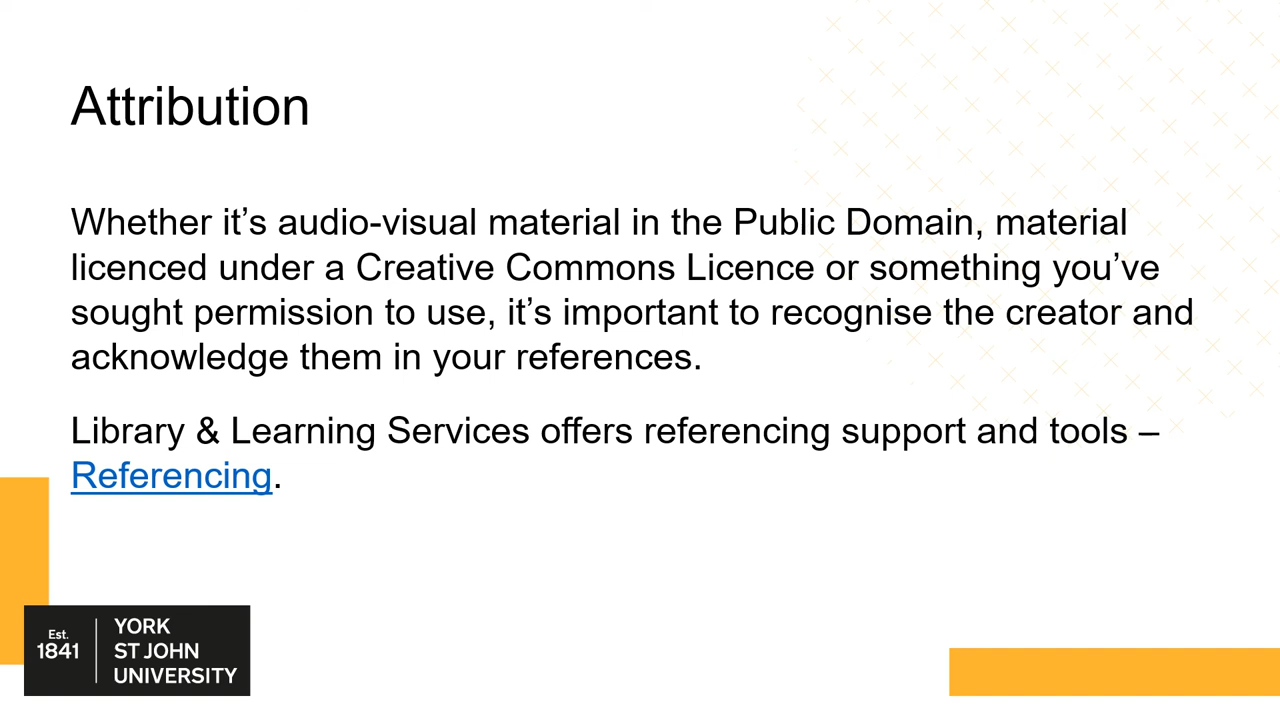 Attribution
Whether it’s audio-visual material in the Public Domain, material
licenced under a Creative Commons Licence or something you’ve
sought permission to use, it’s important to recognise the creator and
acknowledge them in your references.
Library & Learning Services offers referencing support and tools –
Referencing.
Est.
1841
YORK
ST JOHN
UNIVERSITY